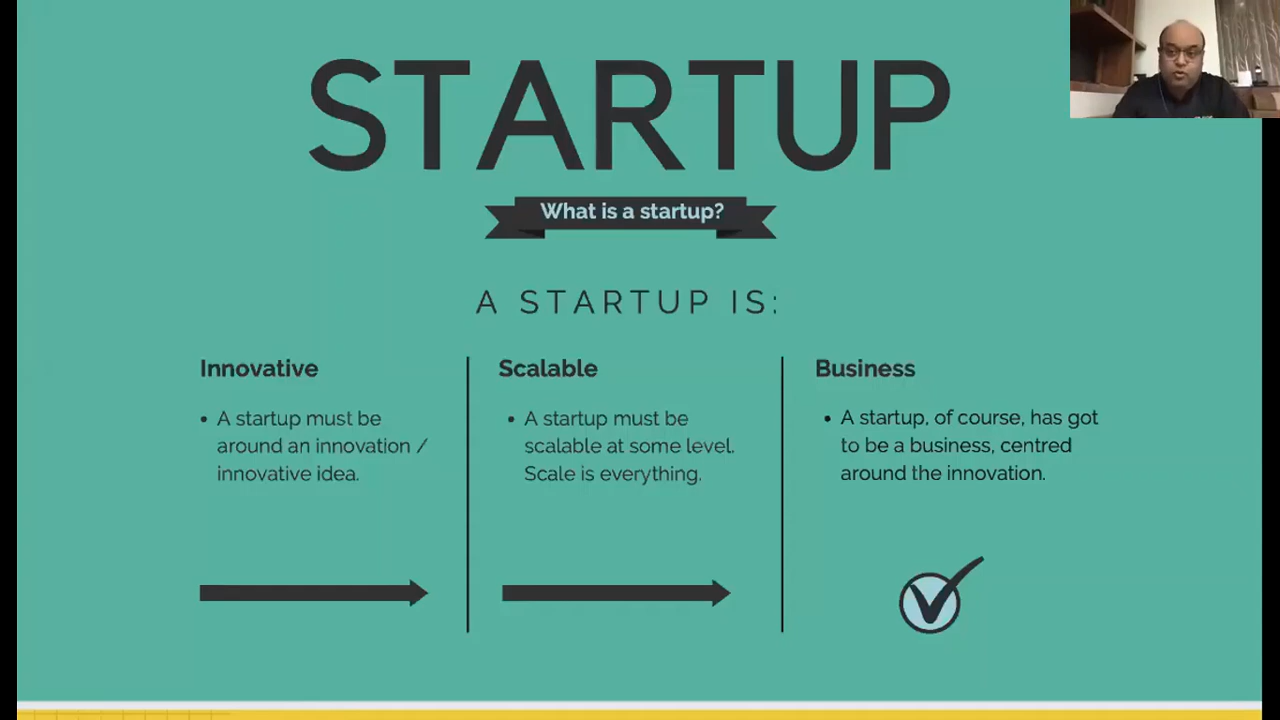 STARTUP
What is a startup?
A STARTUP IS:
Innovative
• A startup must be
around an innovation /
innovative idea.
Scalable
• A startup must be
scalable at some level.
Scale is everything.
Business
• A startup, of course, has got
to be a business, centred
around the innovation.